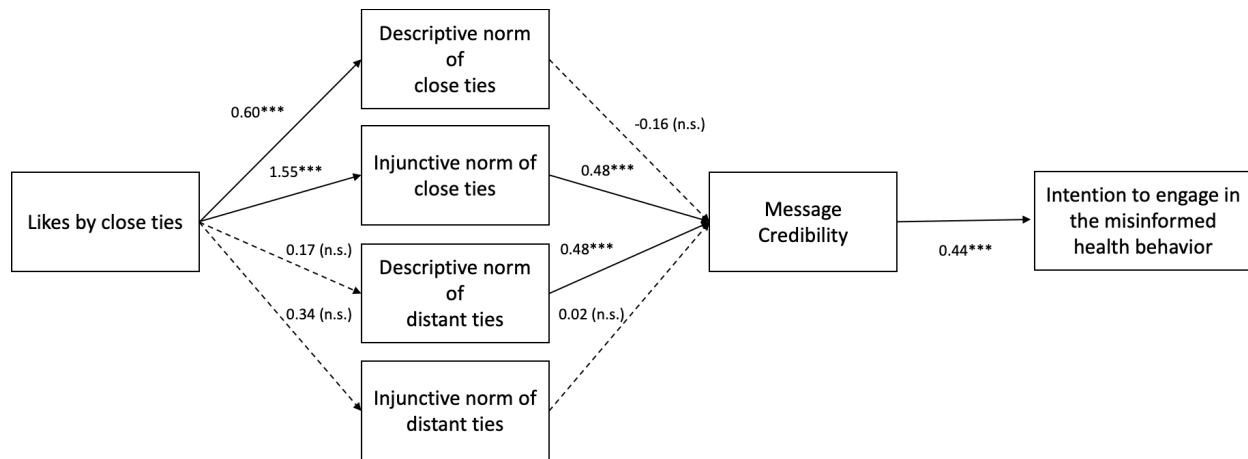 Descriptive norm
of
close ties
0.60***
-0.16 (n.s.)
Injunctive norm of
close ties
1.55***
0.48***
Likes by close ties
Message
Credibility
Intention to engage in
the misinformed
health behavior
0.44***
0.17 (n.s.)
0.48***
Descriptive norm
of
distant ties
0.34 (n.s.)
0.02 (n.s.)
Injunctive norm of
distant ties